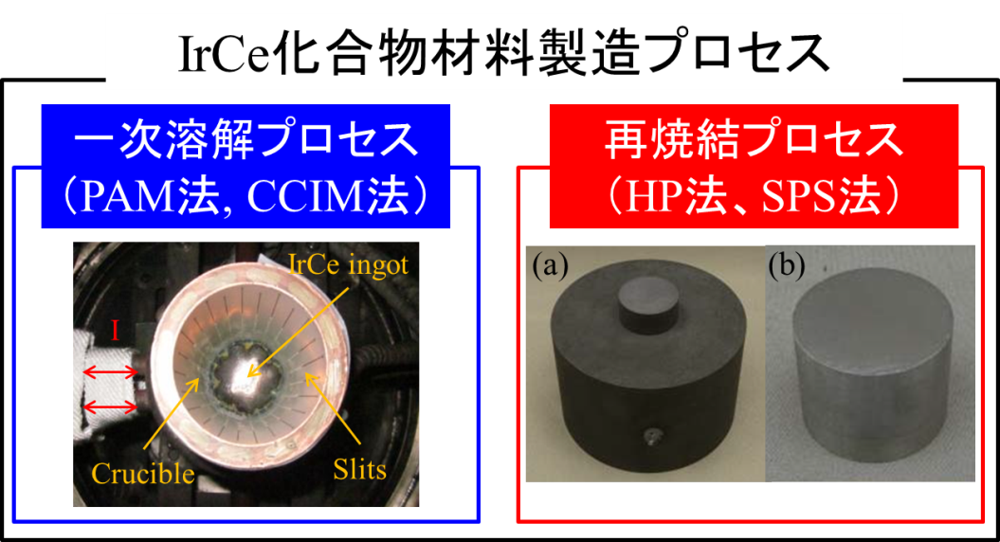 IrCe化合物材料製造プロセス
一次溶解プロセス
（PAM法, CCIM法）
IrCe ingot
I
Crucible
Slits
再焼結プロセス
（HP法、SPS法）
(a)
(b)